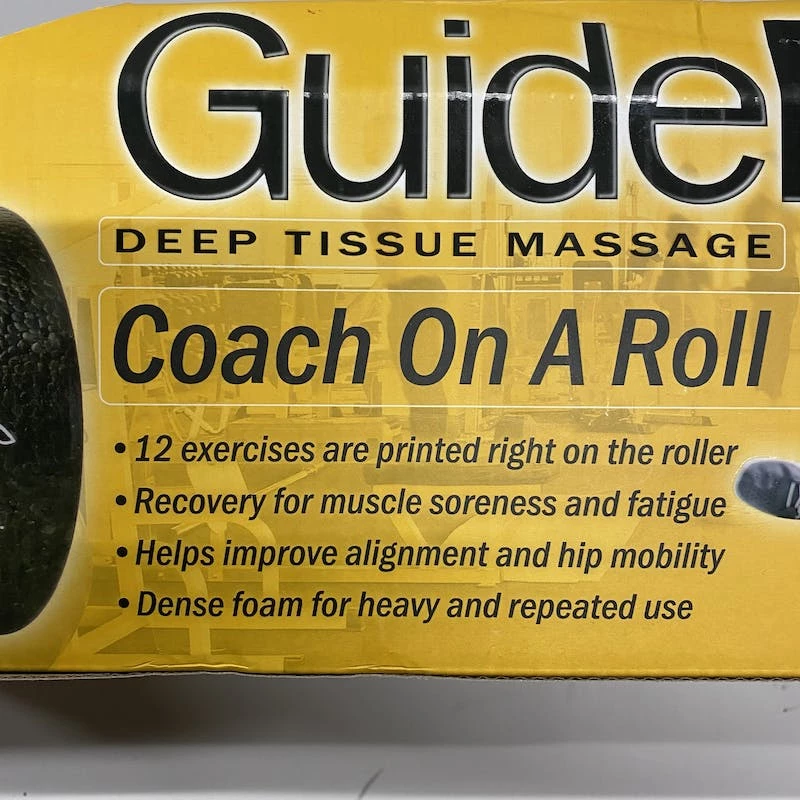 Guide
DEEP TISSUE MASSAGE
Coach On A Roll
• 12 exercises are printed right on the roller
• Recovery for muscle soreness and fatigue
• Helps improve alignment and hip mobility
• Dense foam for heavy and repeated use